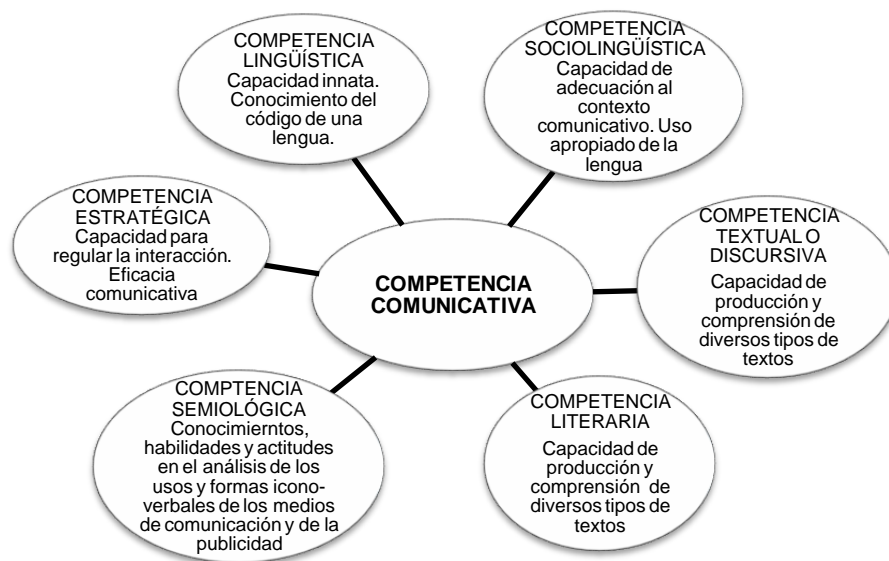 COMPETENCIA
LINGÜÍSTICA
Capacidad innata.
Conocimiento del
código de una
lengua.
COMPETENCIA
SOCIOLINGÜÍSTICA
Capacidad de
adecuación al
contexto
comunicativo. Uso
apropiado de la
lengua
COMPETENCIA
ESTRATÉGICA
Capacidad para
regular la interacción.
Eficacia
comunicativa
COMPETENCIA
COMUNICATIVA
COMPETENCIA
TEXTUAL O
DISCURSIVA
Capacidad de
producción y
comprensión de
diversos tipos de
textos
COMPTENCIA
SEMIOLÓGICA
Conocimierntos,
habilidades y actitudes
en el análisis de los
usos y formas icono-
verbales de los medios
de comunicación y de la
publicidad
COMPETENCIA
LITERARIA
Capacidad de
producción y
comprensión de
diversos tipos de
textos